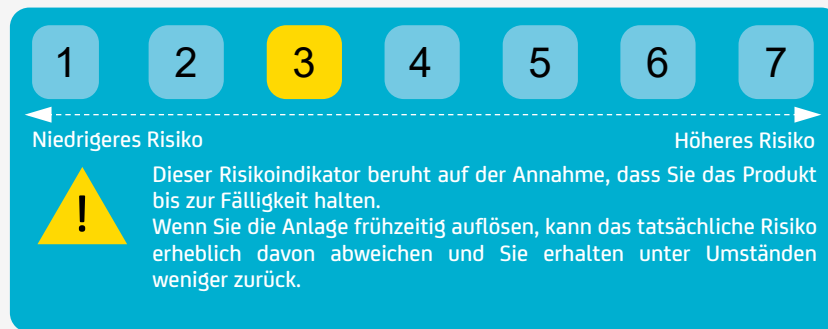 1 2 3 4 5 6 7
Niedrigeres Risiko Höheres Risiko
Dieser Risikoindikator beruht auf der Annahme, dass Sie das Produkt
bis zur Fälligkeit halten.
Wenn Sie die Anlage frühzeitig auflösen, kann das tatsächliche Risiko
erheblich davon abweichen und Sie erhalten unter Umständen
weniger zurück.
!